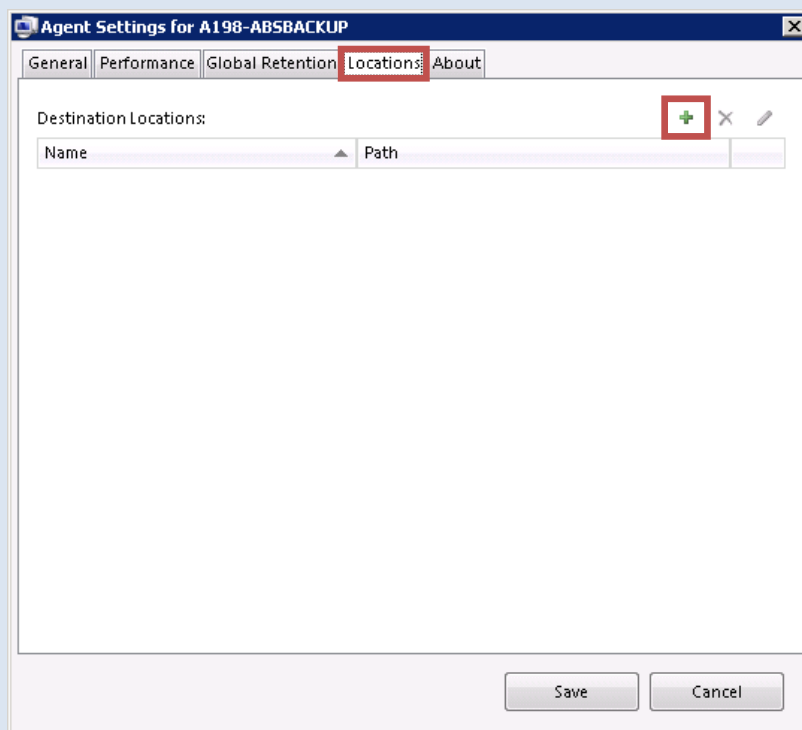 Agent Settings for A198-ABSBACKUP
General Performance Global Retention Locations About
Destination Locations:
Name Path
Save Cancel